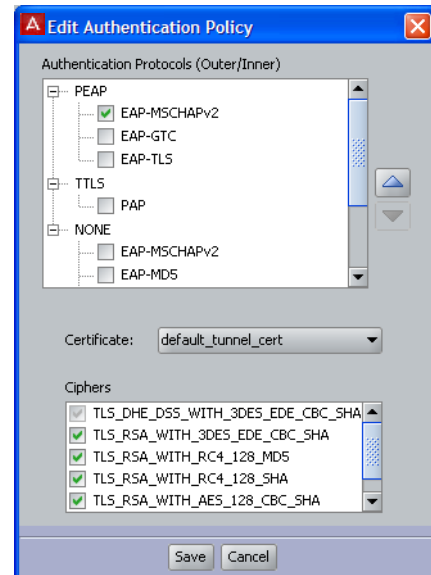 Edit Authentication Policy
Authentication Protocols (Outer/Inner)
PEAP
EAP-MSCHAPv2
EAP-GTC
EAP-TLS
TTLS
PAP
NONE
EAP-MSCHAPv2
EAP-MD5
Certificate: default_tunnel_cert
Ciphers
TLS_DHE_DSS_WITH_3DES_EDE_CBC_SHA
TLS_RSA_WITH_3DES_EDE_CBC_SHA
TLS_RSA_WITH_RC4_128_MD5
TLS_RSA_WITH_RC4_128_SHA
TLS_RSA_WITH_AES_128_CBC_SHA
Save Cancel